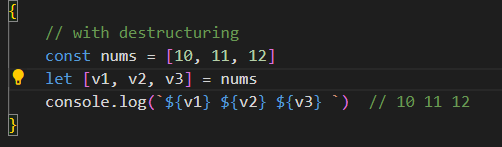 {
// with destructuring
const nums = [10, 11, 12]
let [v1, v2, v3] = nums
console.log(`${v1} ${v2} ${v3} `)  // 10 11 12
}